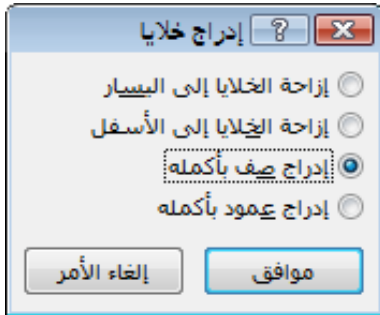 إدراج خلايا
إزاحة الخلايا إلى اليسار
إزاحة الخلايا إلى الأسفل
إدراج صف بأكمله
إدراج عمود بأكمله
موافق إلغاء الأمر